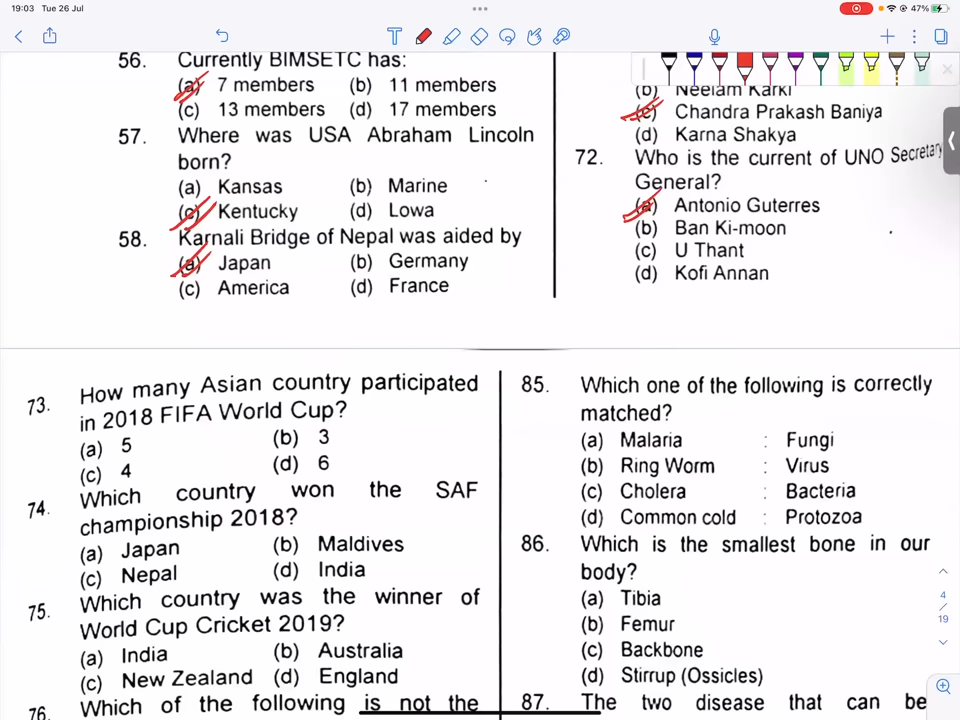 19:03 Tue 26 Jul
47%
56. Currently BIMSETC has:
(a) 7 members (b) 11 members
(c) 13 members (d) 17 members
57. Where was USA Abraham Lincoln
born?
(a) Kansas (b) Marine
(c) Kentucky (d) Lowa
58. Karnali Bridge of Nepal was aided by
(a) Japan (b) Germany
(c) America (d) France
(b) Neelam Karki
(c) Chandra Prakash Baniya
(d) Karna Shakya
72. Who is the current of UNO Secretary
General?
(a) Antonio Guterres
(b) Ban Ki-moon
(c) U Thant
(d) Kofi Annan
73. How many Asian country participated
in 2018 FIFA World Cup?
(a) 5 (b) 3
(c) 4 (d) 6
74. Which country won the SAF
championship 2018?
(a) Japan (b) Maldives
(c) Nepal (d) India
75. Which country was the winner of
World Cup Cricket 2019?
(a) India (b) Australia
(c) New Zealand (d) England
76. Which of the following is not the
85. Which one of the following is correctly
matched?
(a) Malaria : Fungi
(b) Ring Worm : Virus
(c) Cholera : Bacteria
(d) Common cold : Protozoa
86. Which is the smallest bone in our
body?
(a) Tibia
(b) Femur
(c) Backbone
(d) Stirrup (Ossicles)
87. The two disease that can be
4
/
19